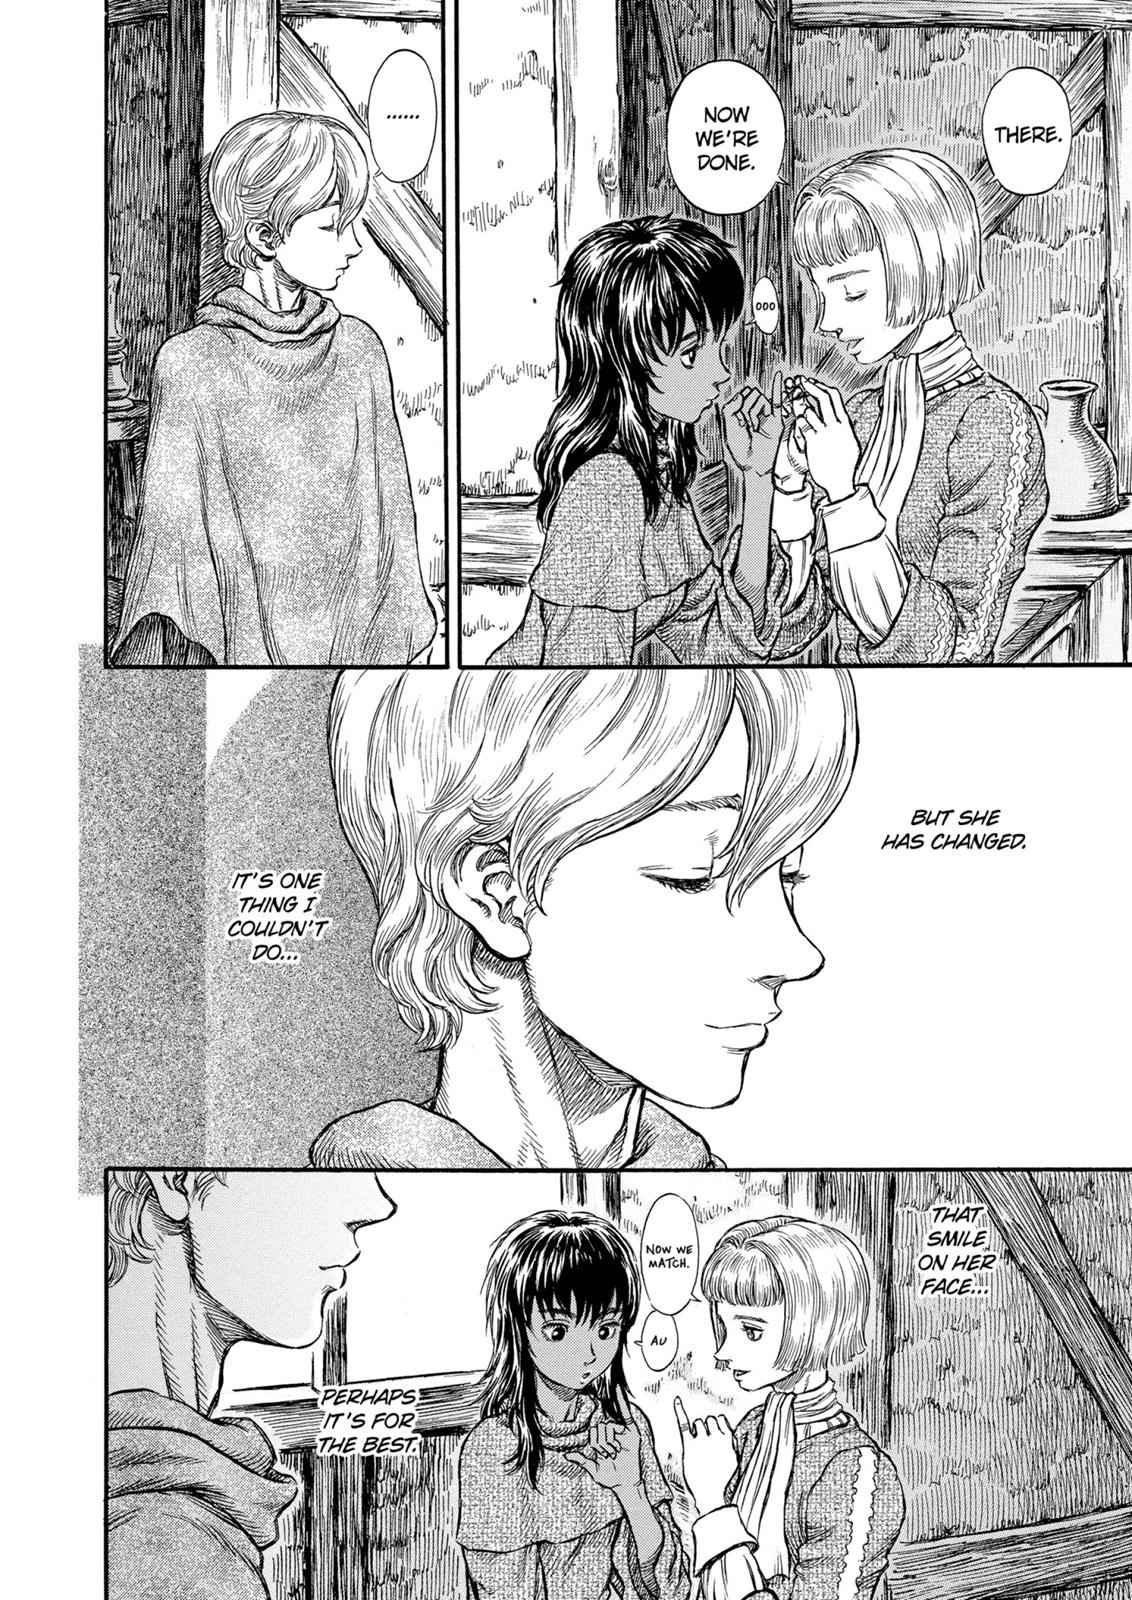 THERE.
NOW
WE'RE
DONE.
OOO
......
BUT SHE
HAS CHANGED.
IT'S ONE
THING I
COULDN'T
DO...
THAT
SMILE
ON HER
FACE...
NOW WE
MATCH.
AU
PERHAPS
IT'S FOR
THE BEST.